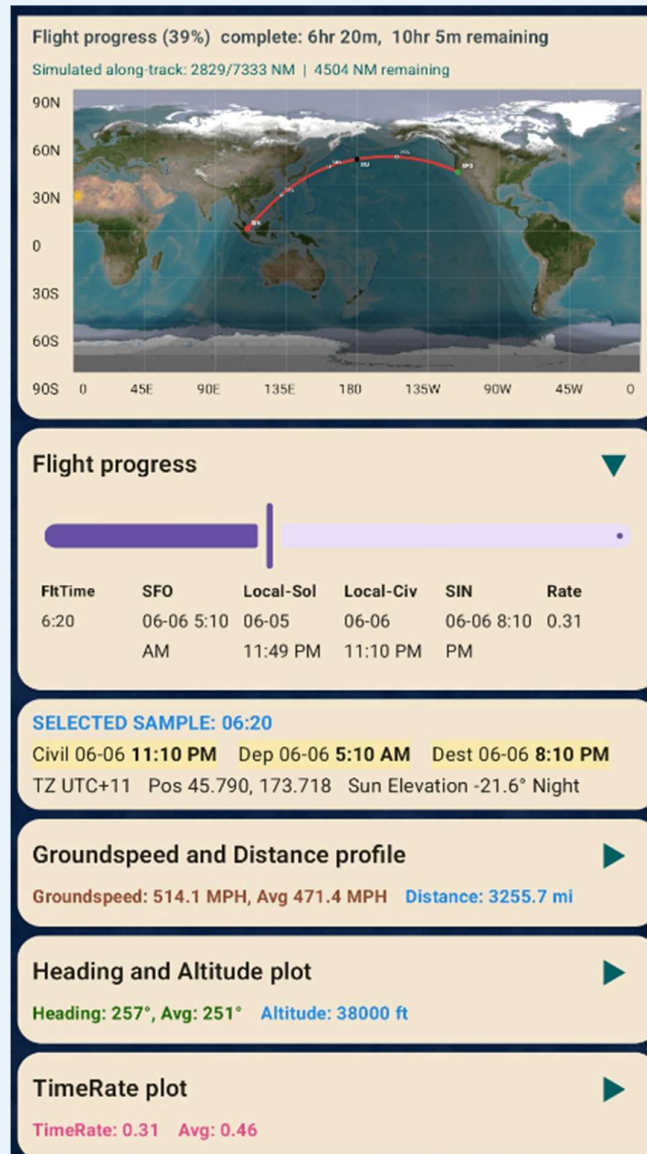 Flight progress (39%)  complete: 6hr 20m,  10hr 5m remaining
Simulated along-track: 2829/7333 NM  |  4504 NM remaining
90N
60N
30N
0
30S
60S
90S
0 45E 90E 135E 180 135W 90W 45W 0
Flight progress
FltTime SFO Local-Sol Local-Civ SIN Rate
6:20 06-06 5:10 06-05 06-06 06-06 8:10 0.31
AM 11:49 PM 11:10 PM PM
SELECTED SAMPLE: 06:20
Civil 06-06 11:10 PM Dep 06-06 5:10 AM Dest 06-06 8:10 PM
TZ UTC+11 Pos 45.790, 173.718 Sun Elevation -21.6° Night
Groundspeed and Distance profile
Groundspeed: 514.1 MPH, Avg 471.4 MPH Distance: 3255.7 mi
Heading and Altitude plot
Heading: 257°, Avg: 251° Altitude: 38000 ft
TimeRate plot
TimeRate: 0.31 Avg: 0.46